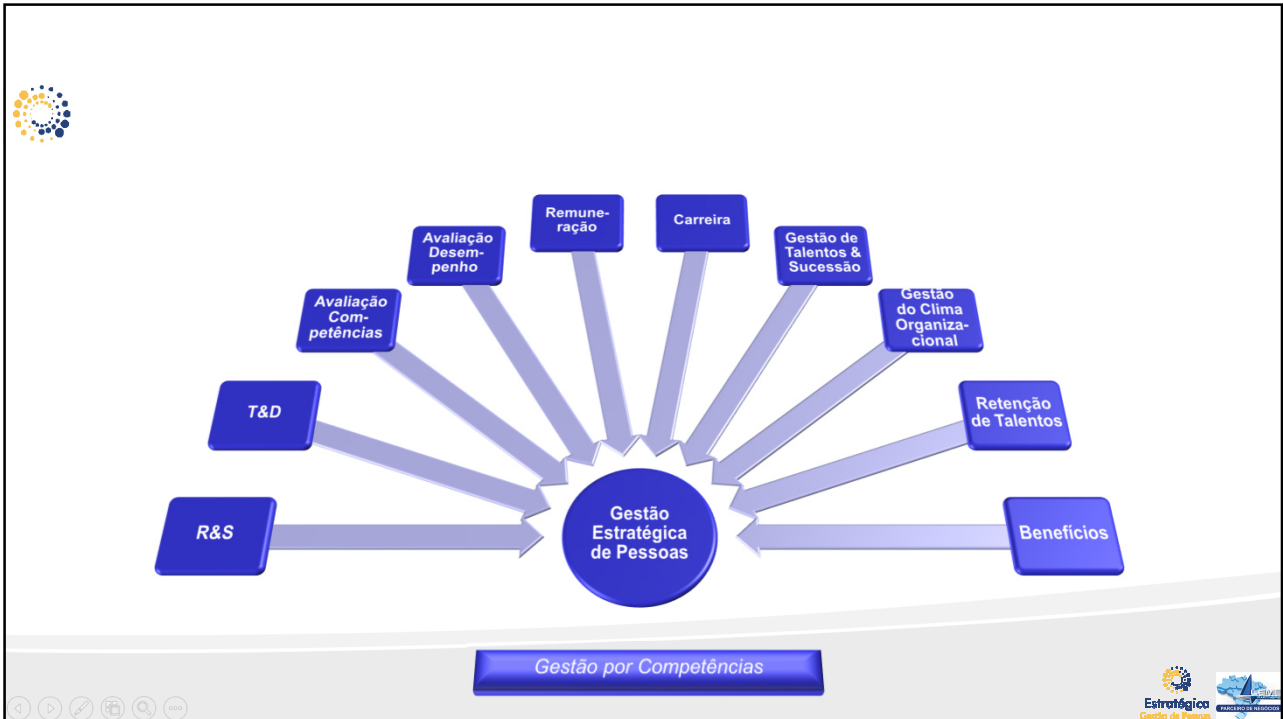 Remune-
ração
Carreira
Avaliação
Desem-
penho
Gestão de
Talentos &
Sucessão
Avaliação
Com-
petências
Gestão
do Clima
Organiza-
cional
T&D
Retenção
de Talentos
R&S
Gestão
Estratégica
de Pessoas
Benefícios
Gestão por Competências
Estratégica
Gestão de Pessoas
PARCEIRO DE NEGÓCIOS